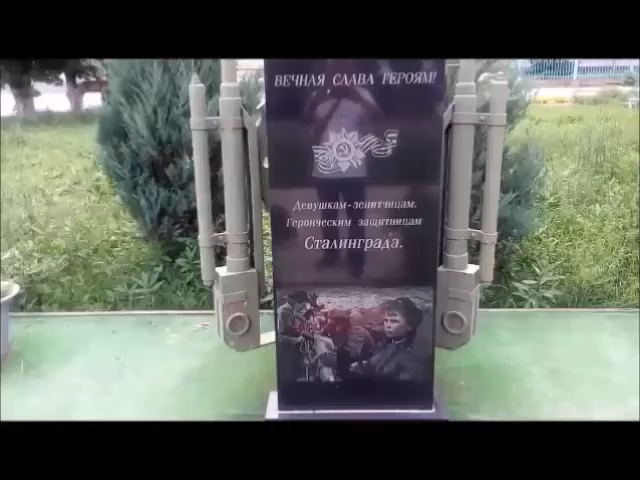 ВЕЧНАЯ СЛАВА ГЕРОЯМ!
Девушкам-зенитчицам.
Героическим защитницам
Сталинграда.